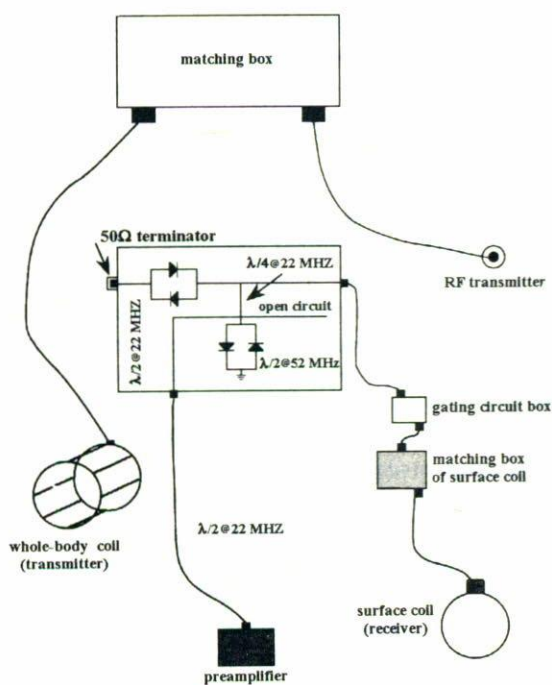 matching box
50Ω terminator
λ/4@22 MHZ
RF transmitter
open circuit
λ/2@22 MHZ
λ/2@52 MHz
gating circuit box
matching box
of surface coil
λ/2@22 MHZ
whole-body coil
(transmitter)
surface coil
(receiver)
preamplifier